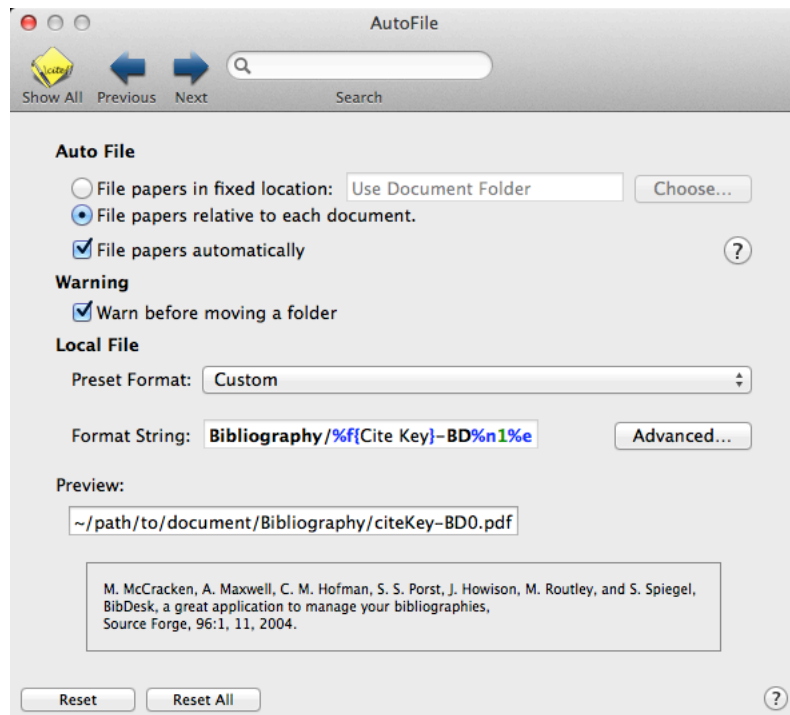 AutoFile
Show All Previous Next Search
Auto File
File papers in fixed location: Use Document Folder Choose...
File papers relative to each document.
File papers automatically ?
Warning
Warn before moving a folder
Local File
Preset Format: Custom
Format String: Bibliography/%f{Cite Key}-BD%n1%e Advanced...
Preview:
~/path/to/document/Bibliography/citeKey-BD0.pdf
M. McCracken, A. Maxwell, C. M. Hofman, S. S. Porst, J. Howison, M. Routley, and S. Spiegel,
BibDesk, a great application to manage your bibliographies,
Source Forge, 96:1, 11, 2004.
Reset Reset All ?